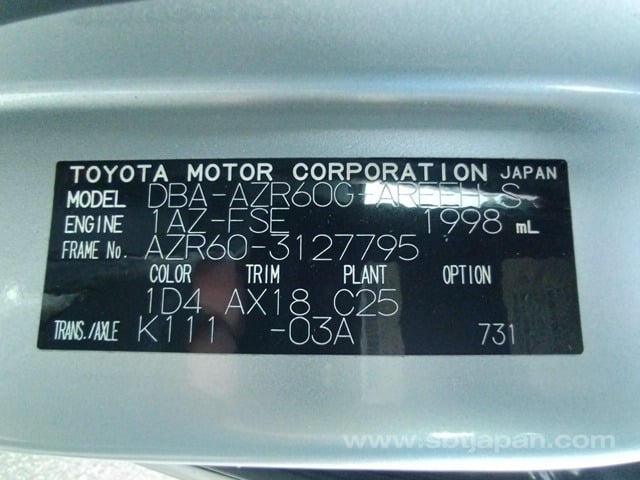 TOYOTA MOTOR CORPORATION JAPAN
MODEL DBA-AZR60G-AREEH S
ENGINE 1AZ-FSE 1998 mL
FRAME No. AZR60-3127795
COLOR TRIM PLANT OPTION
1D4 AX18 C25
TRANS./AXLE K111 -03A 731
www.sbtjapan.com